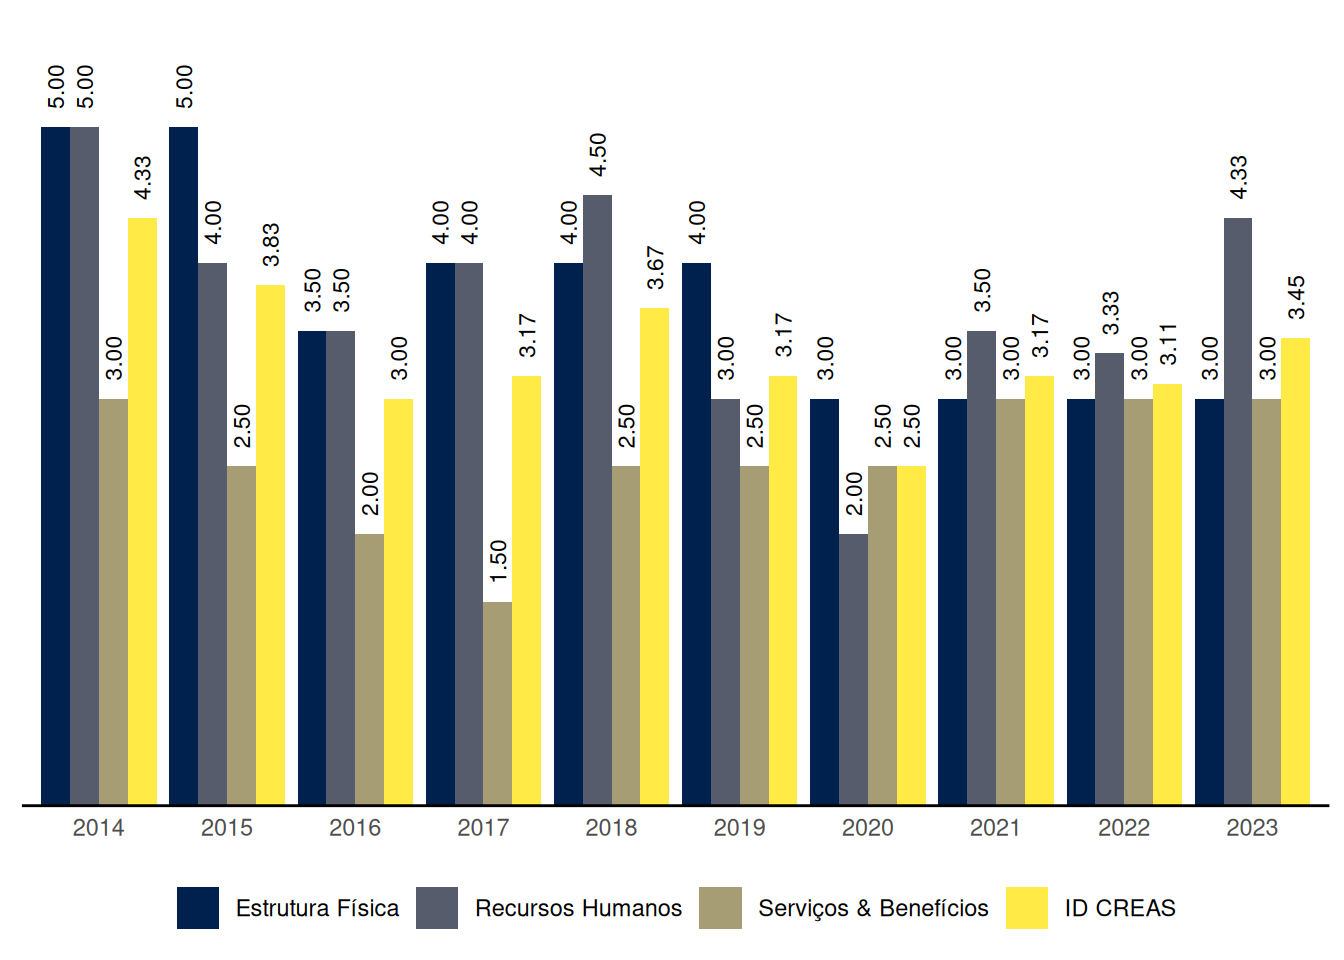 5.00 5.00 3.00 4.33
5.00 4.00 2.50 3.83
3.50 3.50 2.00 3.00
4.00 4.00 1.50 3.17
4.00 4.50 2.50 3.67
4.00 3.00 2.50 3.17
3.00 2.00 2.50 2.50
3.00 3.50 3.00 3.17
3.00 3.33 3.00 3.11
3.00 4.33 3.00 3.45
2014 2015 2016 2017 2018 2019 2020 2021 2022 2023
Estrutura Física Recursos Humanos Serviços & Benefícios ID CREAS